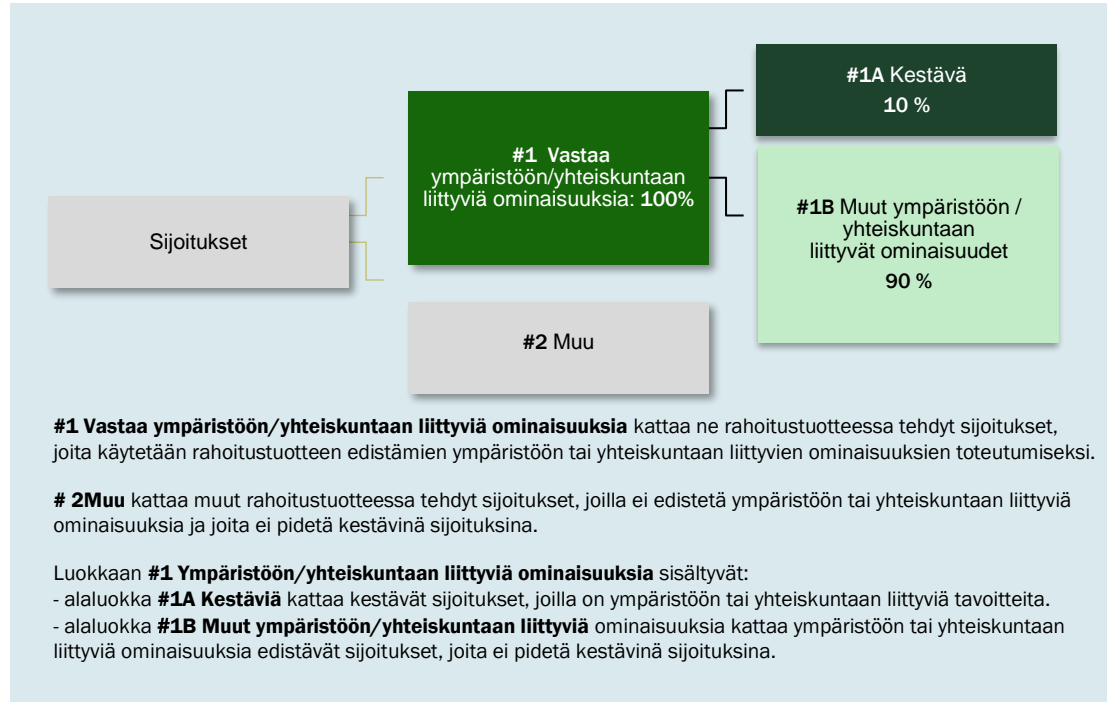 Sijoitukset
#1 Vastaa
ympäristöön/yhteiskuntaan
liittyviä ominaisuuksia: 100%
#2 Muu
#1A Kestävä
10 %
#1B Muut ympäristöön /
yhteiskuntaan
liittyvät ominaisuudet
90 %
#1 Vastaa ympäristöön/yhteiskuntaan liittyviä ominaisuuksia kattaa ne rahoitustuotteessa tehdyt sijoitukset,
joita käytetään rahoitustuotteen edistämien ympäristöön tai yhteiskuntaan liittyvien ominaisuuksien toteutumiseksi.
# 2Muu kattaa muut rahoitustuotteessa tehdyt sijoitukset, joilla ei edistetä ympäristöön tai yhteiskuntaan liittyviä
ominaisuuksia ja joita ei pidetä kestävinä sijoituksina.
Luokkaan #1 Ympäristöön/yhteiskuntaan liittyviä ominaisuuksia sisältyvät:
- alaluokka #1A Kestäviä kattaa kestävät sijoitukset, joilla on ympäristöön tai yhteiskuntaan liittyviä tavoitteita.
- alaluokka #1B Muut ympäristöön/yhteiskuntaan liittyviä ominaisuuksia kattaa ympäristöön tai yhteiskuntaan
liittyviä ominaisuuksia edistävät sijoitukset, joita ei pidetä kestävinä sijoituksina.